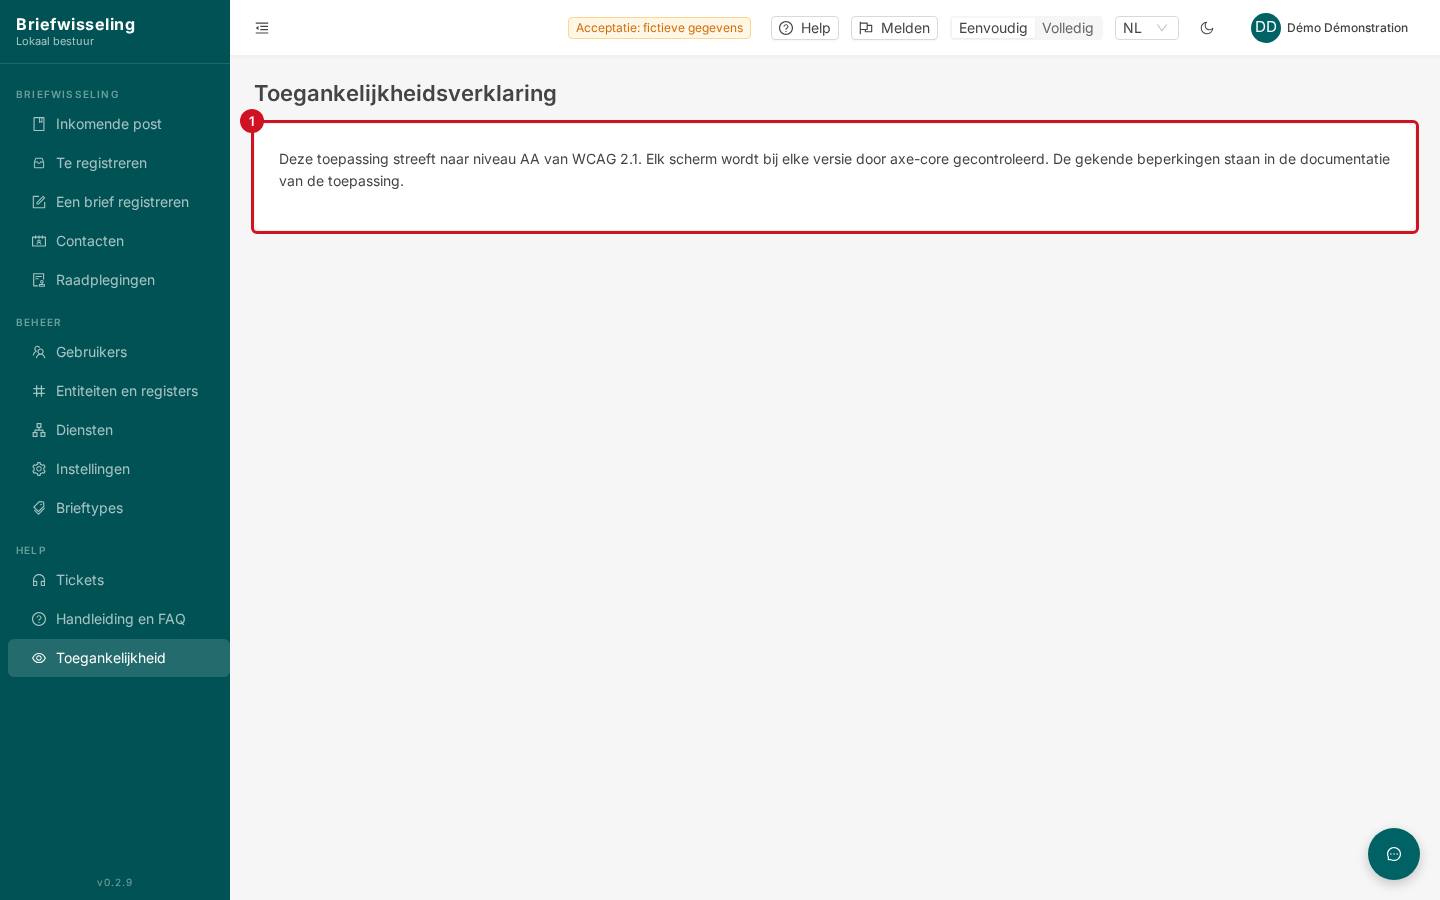 Briefwisseling
Lokaal bestuur
BRIEFWISSELING
Inkomende post
Te registreren
Een brief registreren
Contacten
Raadplegingen
BEHEER
Gebruikers
Entiteiten en registers
Diensten
Instellingen
Brieftypes
HELP
Tickets
Handleiding en FAQ
Toegankelijkheid
v0.2.9
Acceptatie: fictieve gegevens
Help
Melden
Eenvoudig
Volledig
NL
DD
Démo Démonstration
Toegankelijkheidsverklaring
1
Deze toepassing streeft naar niveau AA van WCAG 2.1. Elk scherm wordt bij elke versie door axe-core gecontroleerd. De gekende beperkingen staan in de documentatie
van de toepassing.